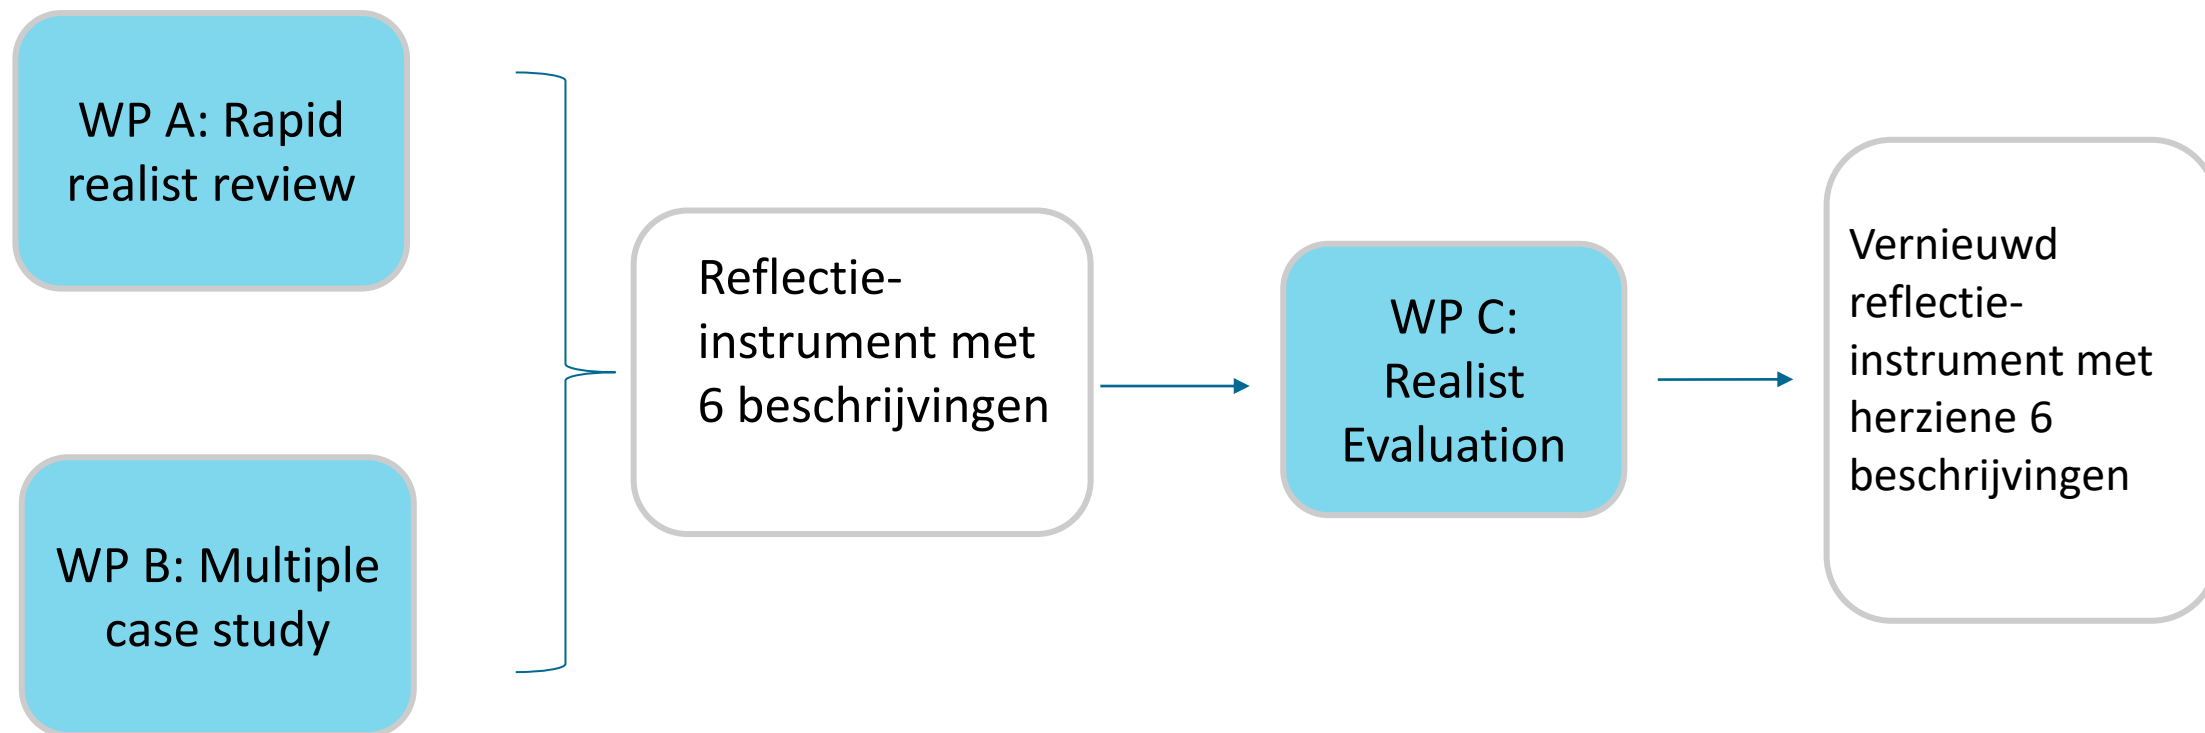 WP A: Rapid
realist review
WP B: Multiple
case study
Reflectie-
instrument met
6 beschrijvingen
WP C:
Realist
Evaluation
Vernieuwd
reflectie-
instrument met
herziene 6
beschrijvingen